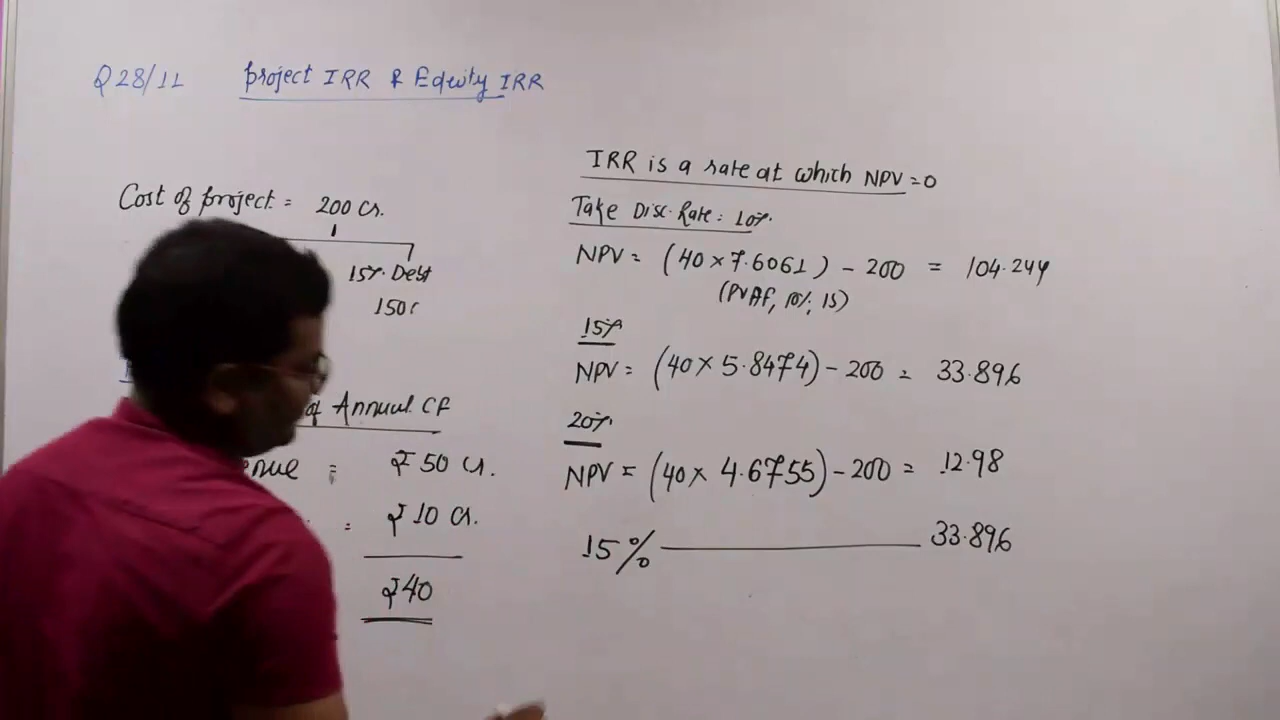 Q28/11 project IRR & Equity IRR
Cost of project = 200 Cr.
15% Debt
150
of Annual CF
= ₹50 Cr.
= ₹10 Cr.
₹40
IRR is a rate at which NPV=0
Take Disc. Rate: 10%
NPV = (40 × 7.6061) - 200 = 104.244
(PVAF, 10%, 15)
15%
NPV = (40 × 5.8474) - 200 = 33.896
20%
NPV = (40 × 4.6755) - 200 = 12.98
15% 33.896